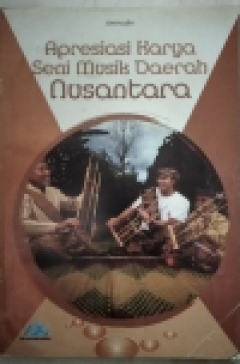 Apresiasi Karya
Seni Musik Daerah
Nusantara